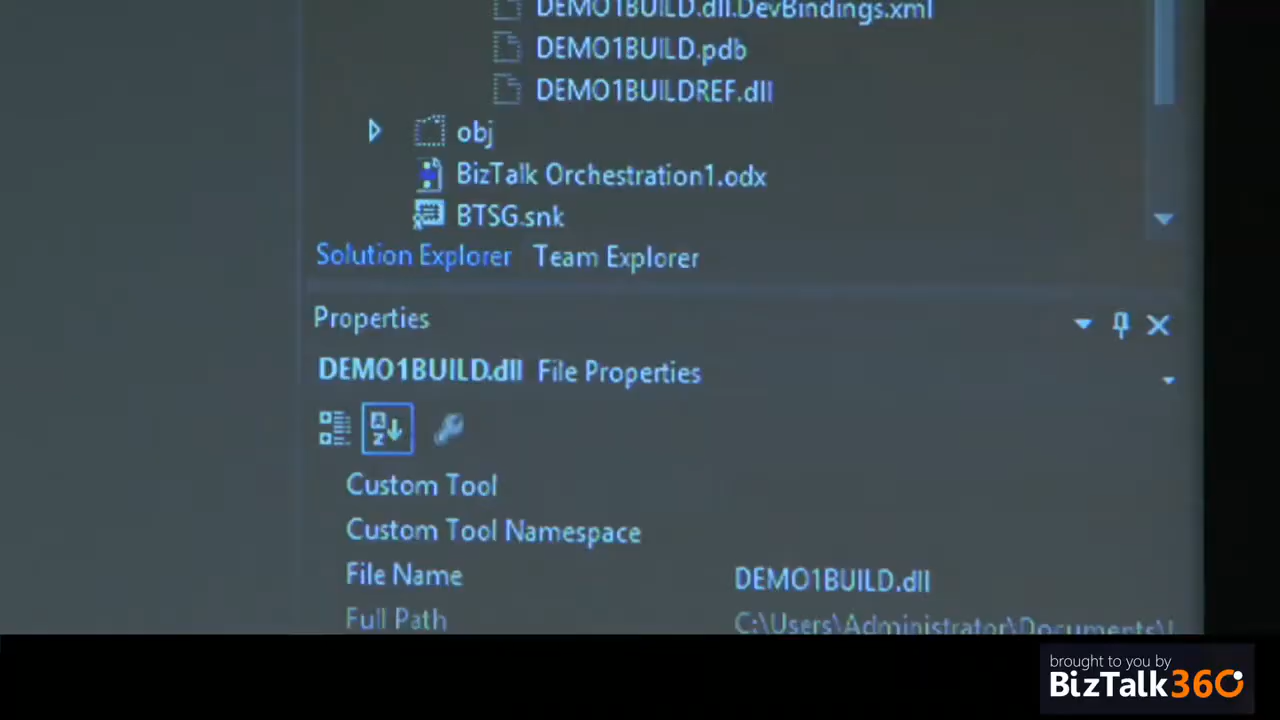 DEMO1BUILD.dll.DevBindings.xml
DEMO1BUILD.pdb
DEMO1BUILDREF.dll
obj
BizTalk Orchestration1.odx
BTSG.snk
Solution Explorer Team Explorer
Properties
DEMO1BUILD.dll File Properties
Custom Tool
Custom Tool Namespace
File Name DEMO1BUILD.dll
Full Path C:\Users\Administrator\Documents\
brought to you by
BizTalk360